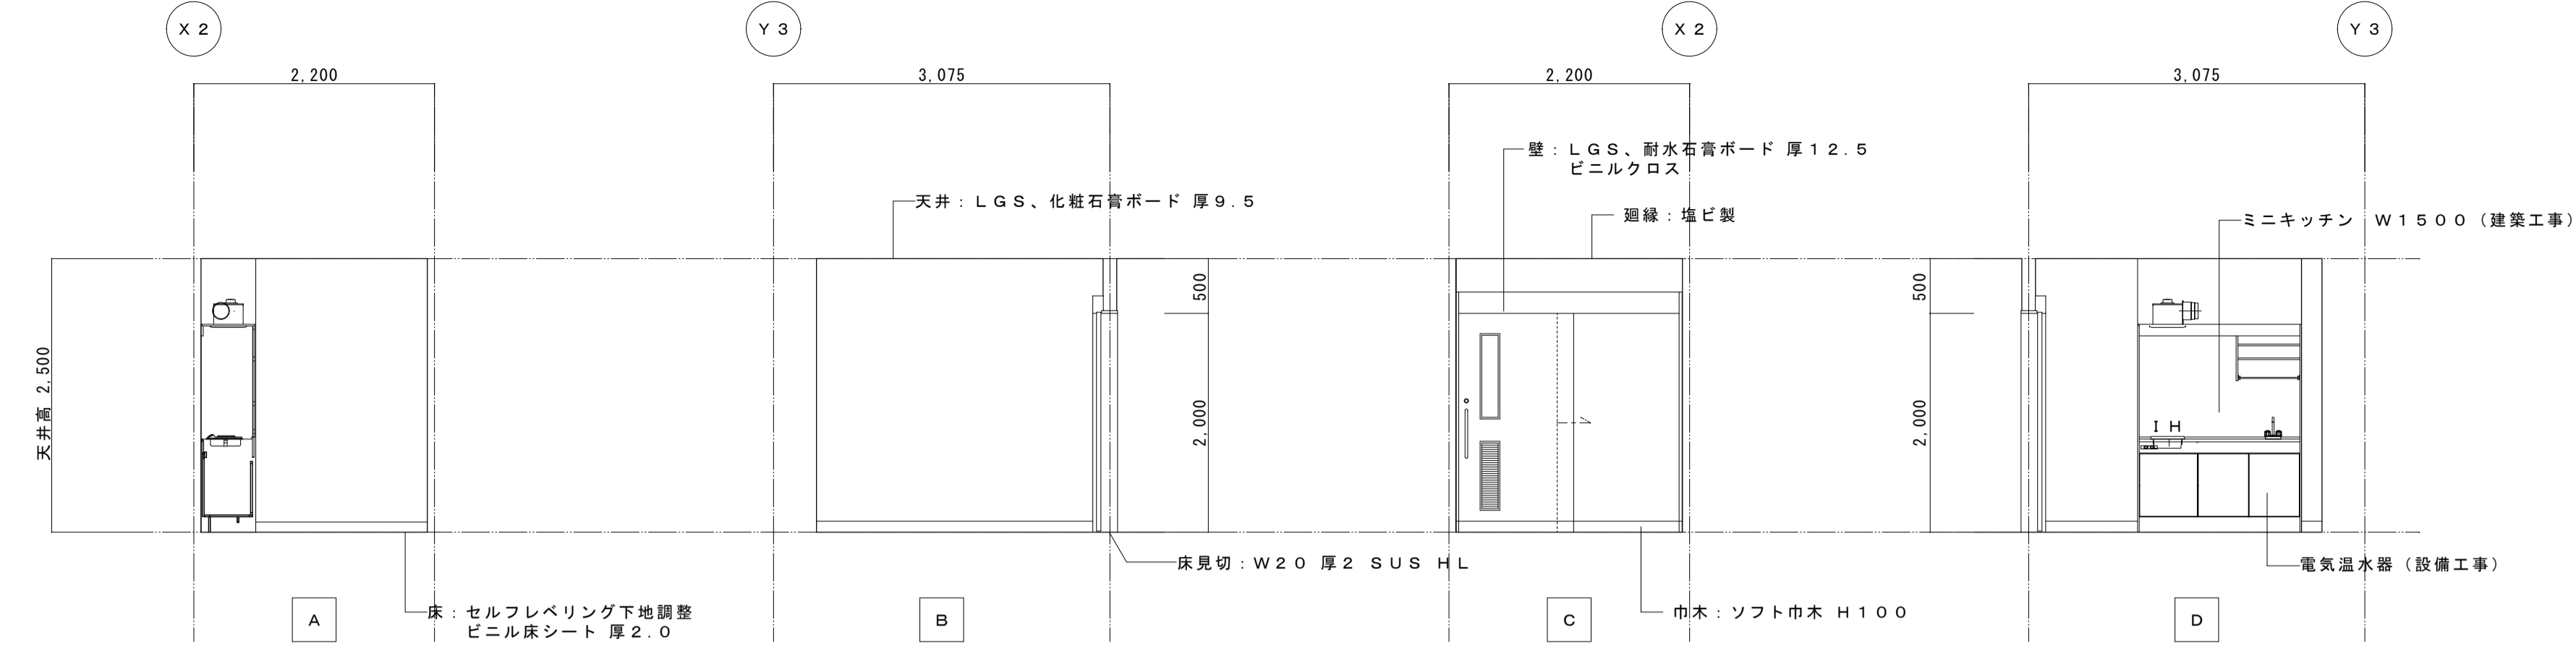 Ｘ２
Ｙ３
Ｘ２
Ｙ３
2,200
3,075
2,200
3,075
壁：ＬＧＳ、耐水石膏ボード 厚１２.５
ビニルクロス
天井：ＬＧＳ、化粧石膏ボード 厚９.５
廻縁：塩ビ製
ミニキッチン　Ｗ１５００（建築工事）
500
500
天井高 2,500
2,000
2,000
ＩＨ
床見切：Ｗ２０ 厚２ ＳＵＳ ＨＬ
電気温水器（設備工事）
床：セルフレベリング下地調整
ビニル床シート 厚２.０
巾木：ソフト巾木 Ｈ１００
Ａ
Ｂ
Ｃ
Ｄ